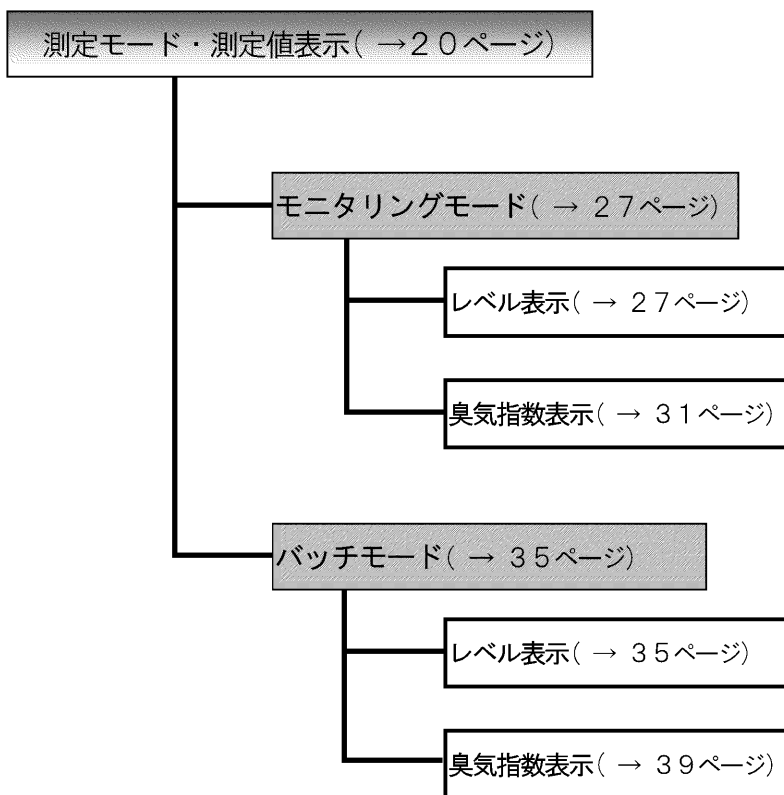 測定モード・測定値表示( →２０ページ)
モニタリングモード( → ２７ページ)
レベル表示( → ２７ページ)
臭気指数表示( → ３１ページ)
バッチモード( → ３５ページ)
レベル表示( → ３５ページ)
臭気指数表示( → ３９ページ)